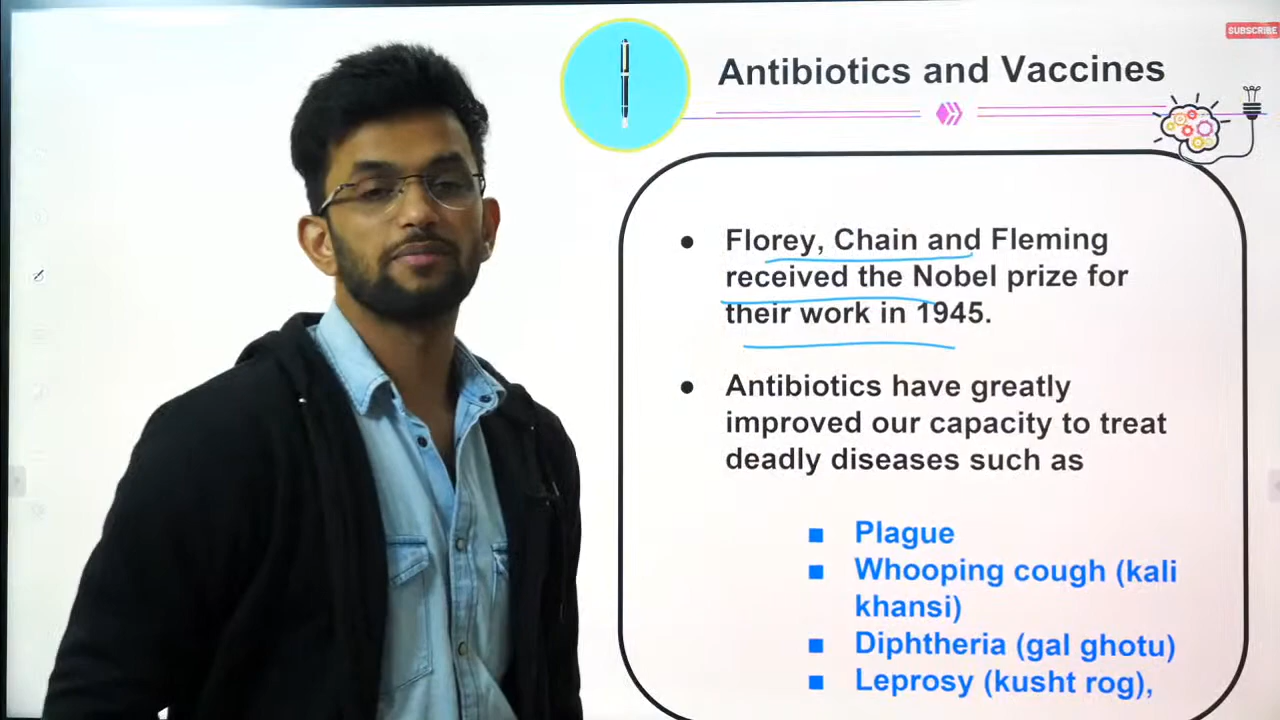 SUBSCRIBE
Antibiotics and Vaccines
● Florey, Chain and Fleming
received the Nobel prize for
their work in 1945.
● Antibiotics have greatly
improved our capacity to treat
deadly diseases such as
■ Plague
■ Whooping cough (kali
khansi)
■ Diphtheria (gal ghotu)
■ Leprosy (kusht rog),